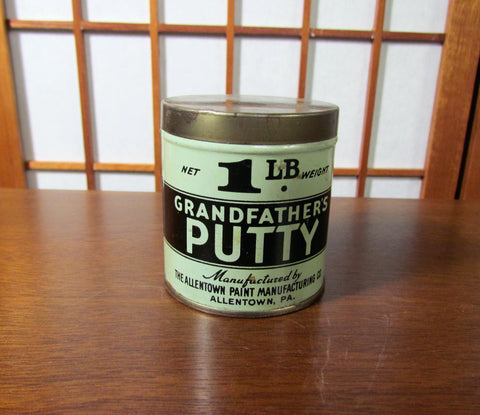 NET 1 LB. WEIGHT
GRANDFATHER'S
PUTTY
Manufactured by
THE ALLENTOWN PAINT MANUFACTURING CO.
ALLENTOWN, PA.